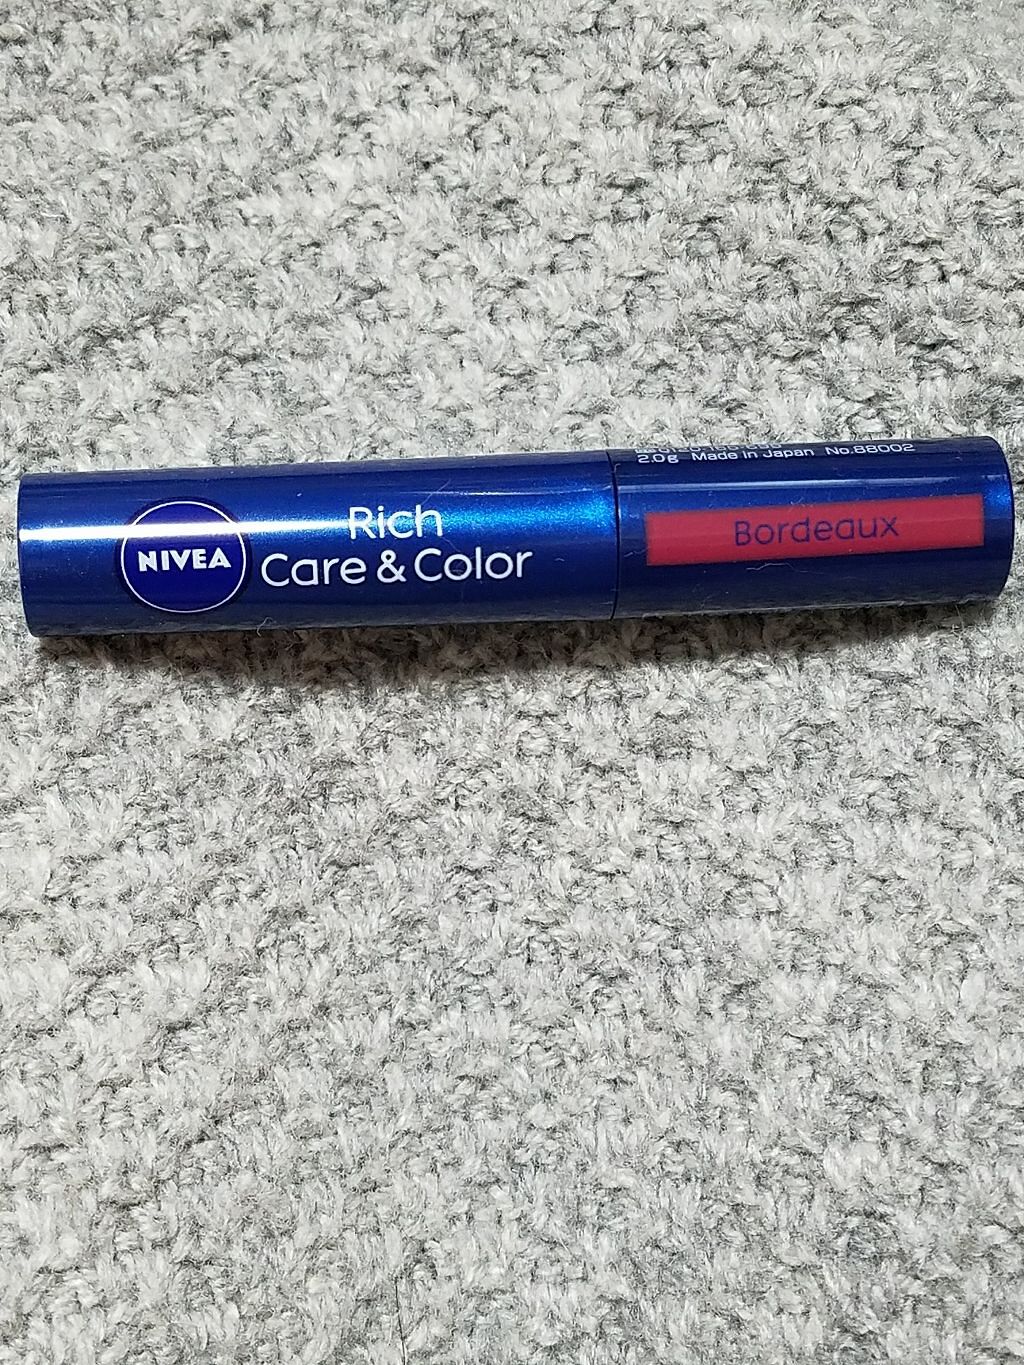 NIVEA
Rich
Care & Color
2.0g Made in Japan No.88002
Bordeaux